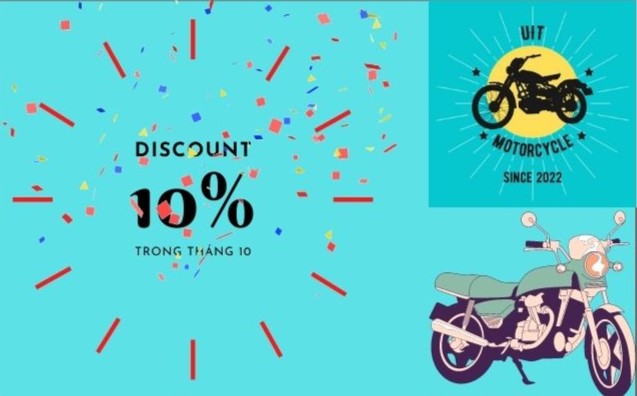 DISCOUNT
10%
TRONG THÁNG 10
UIT
MOTORCYCLE
SINCE 2022